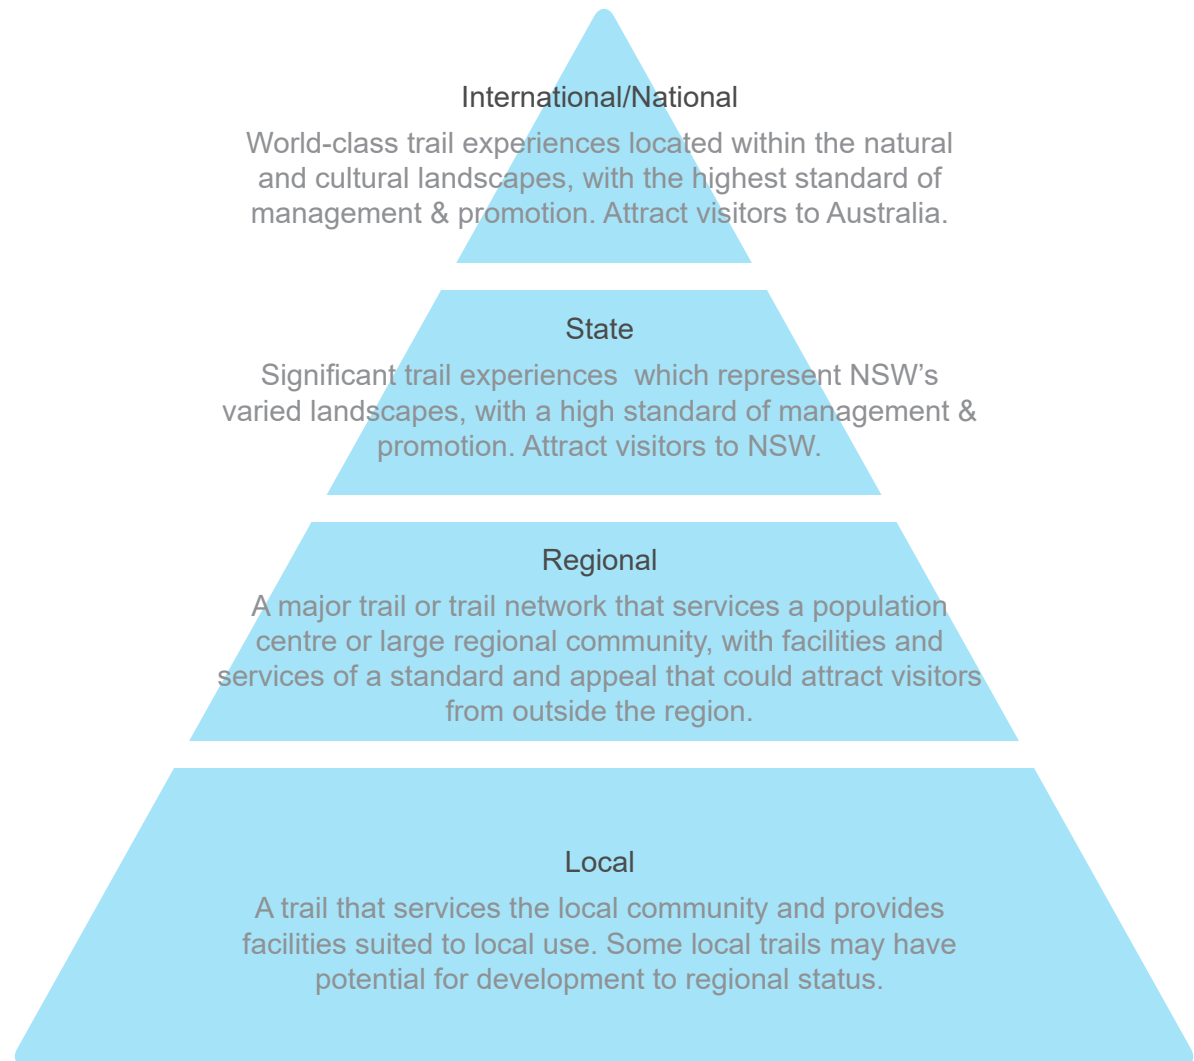 International/National
World-class trail experiences located within the natural
and cultural landscapes, with the highest standard of
management & promotion. Attract visitors to Australia.
State
Significant trail experiences  which represent NSW’s
varied landscapes, with a high standard of management &
promotion. Attract visitors to NSW.
Regional
A major trail or trail network that services a population
centre or large regional community, with facilities and
services of a standard and appeal that could attract visitors
from outside the region.
Local
A trail that services the local community and provides
facilities suited to local use. Some local trails may have
potential for development to regional status.